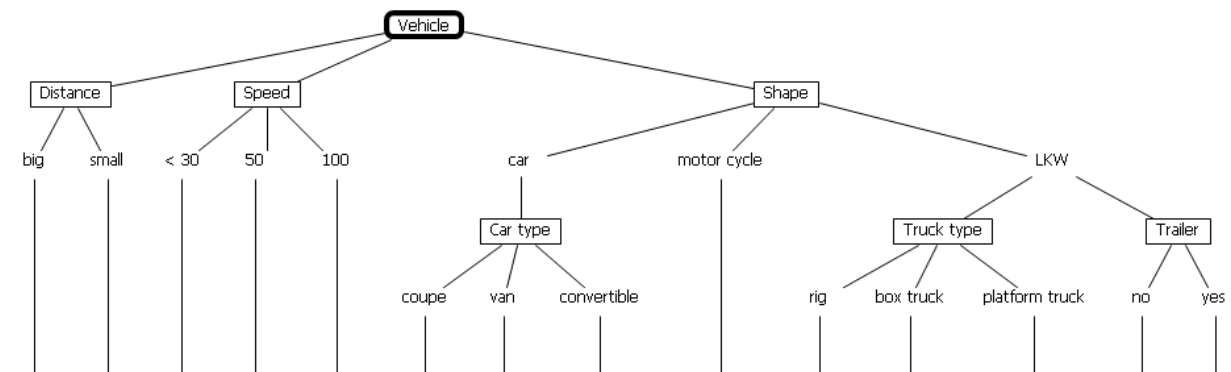 Vehicle
Distance Speed Shape
big small < 30 50 100 car motor cycle LKW
Car type Truck type Trailer
coupe van convertible rig box truck platform truck no yes